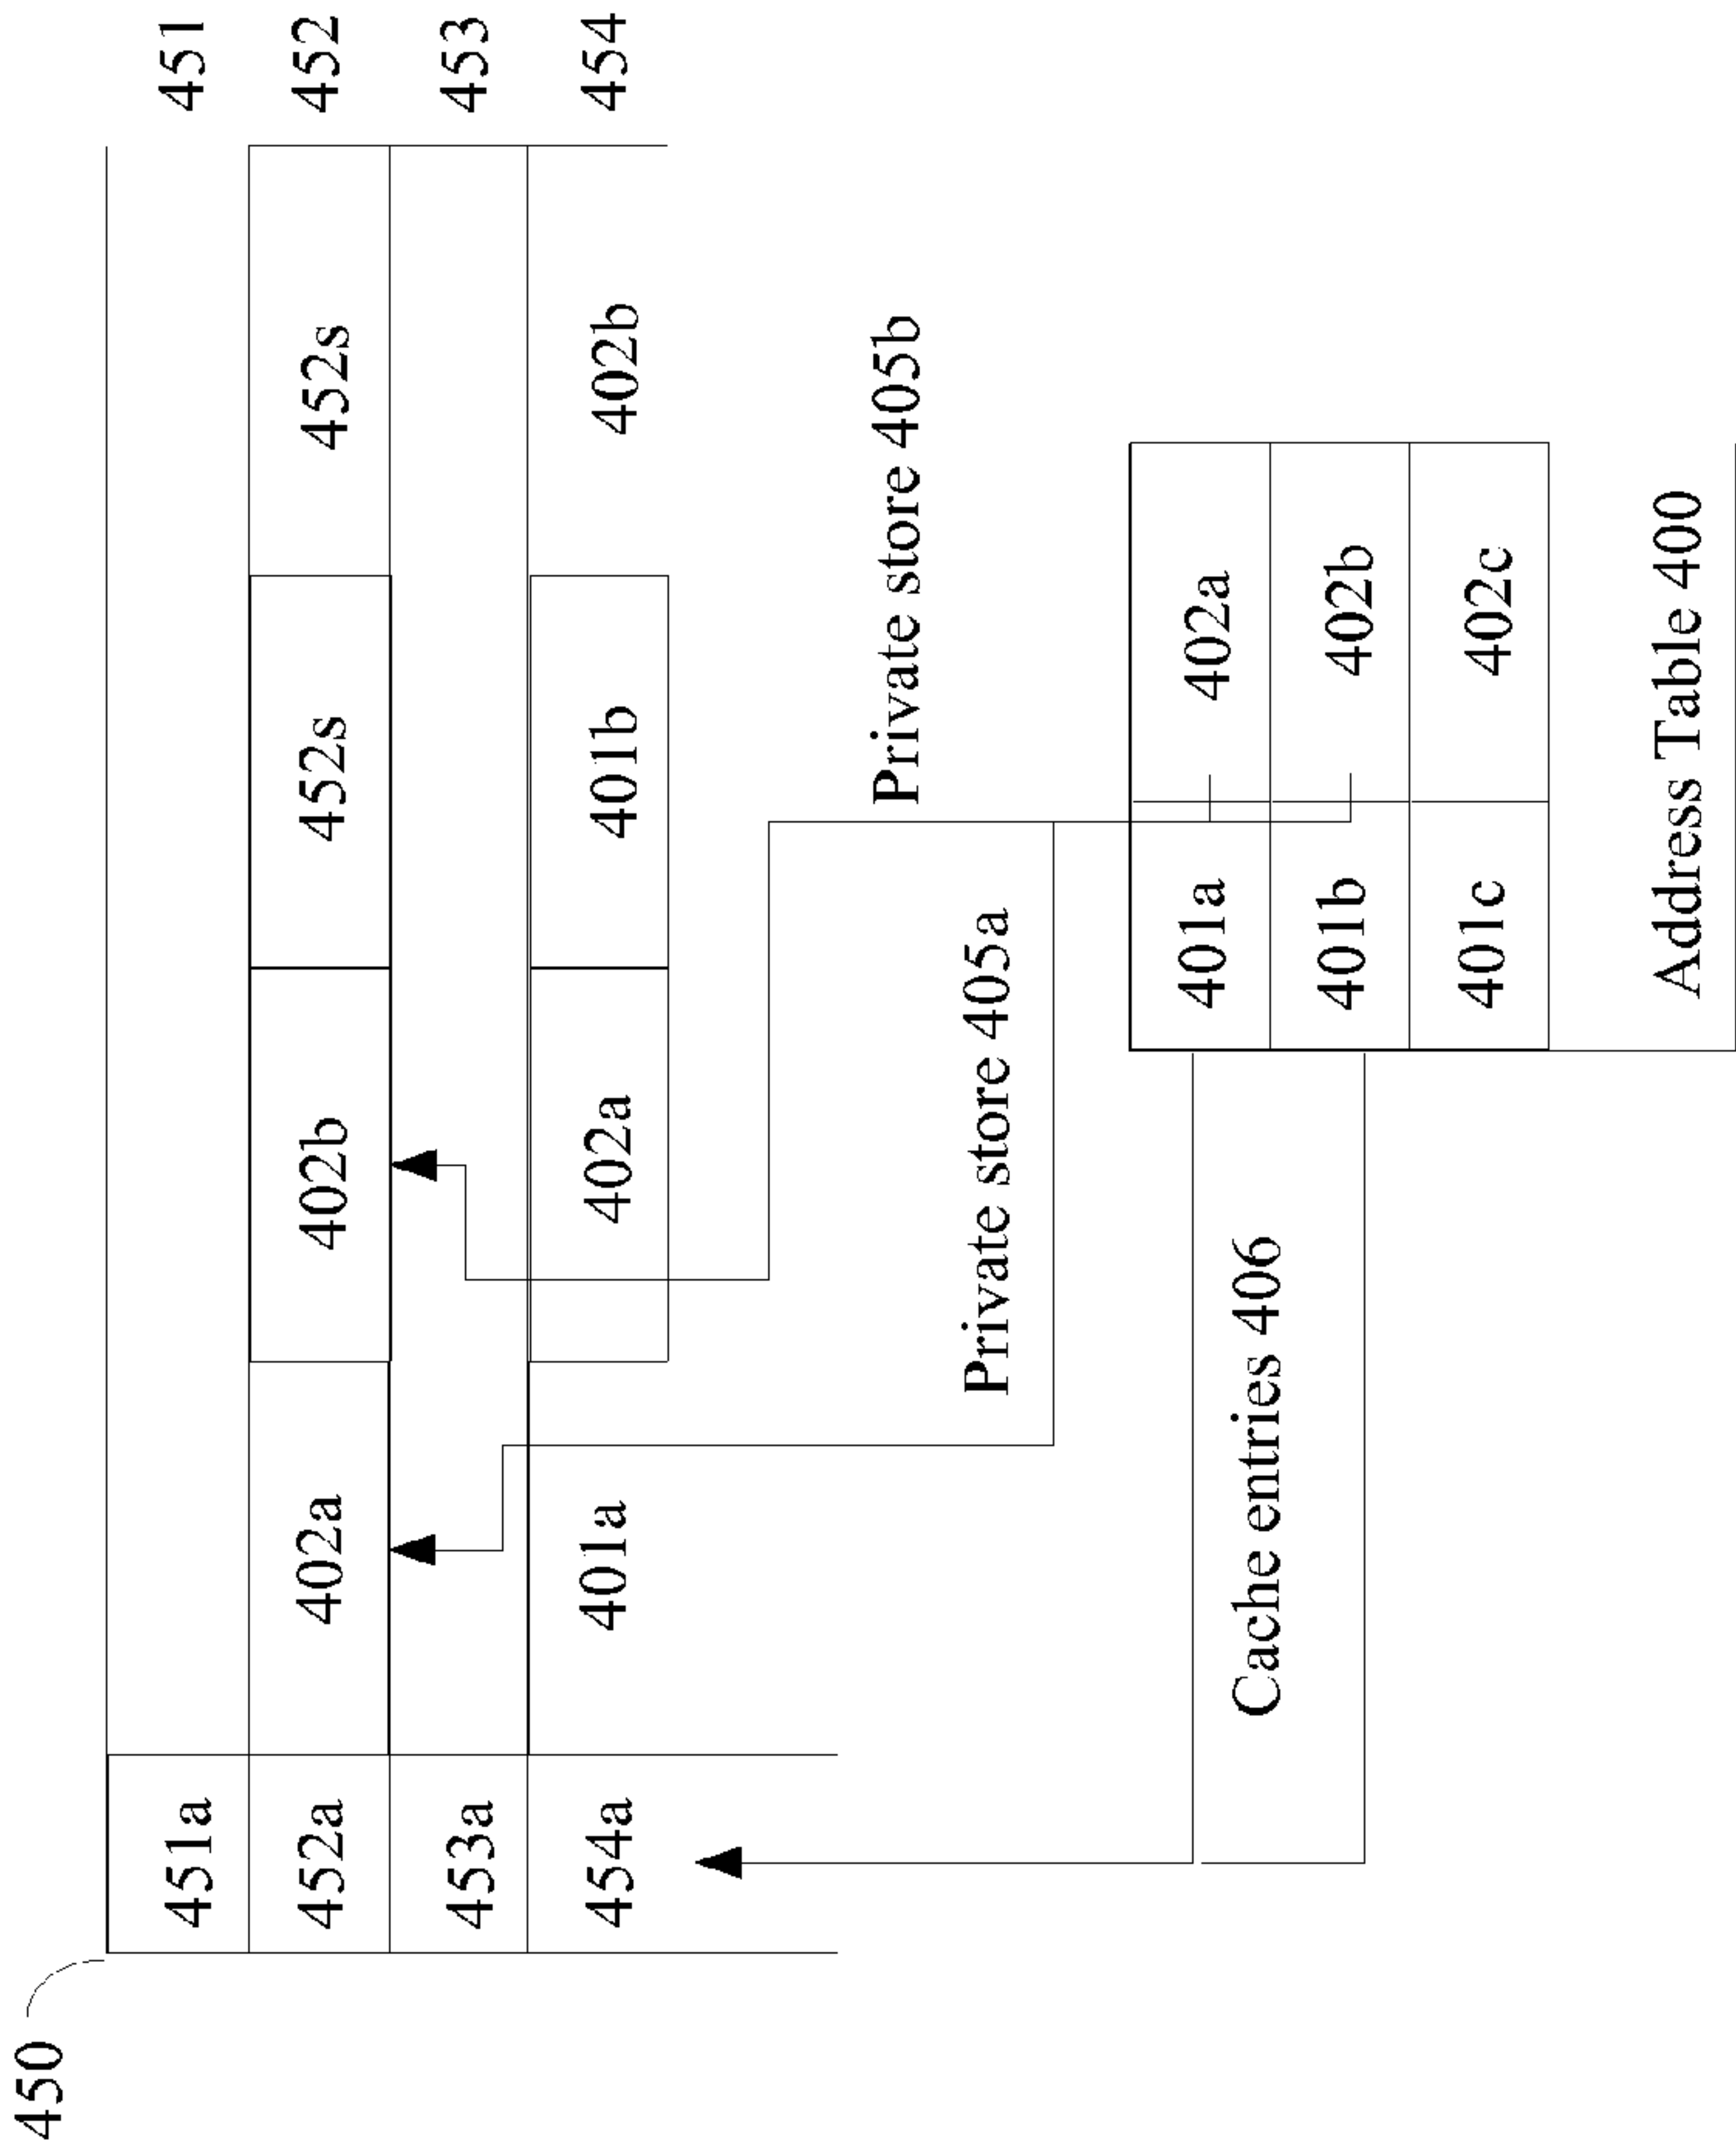 450
451a 451
452a 402a 402b 452s 452s 452
453a 453
454a 401a 402a 401b 402b 454
Private store 405b
Private store 405a
401a 402a
Cache entries 406
401b 402b
401c 402c
Address Table 400